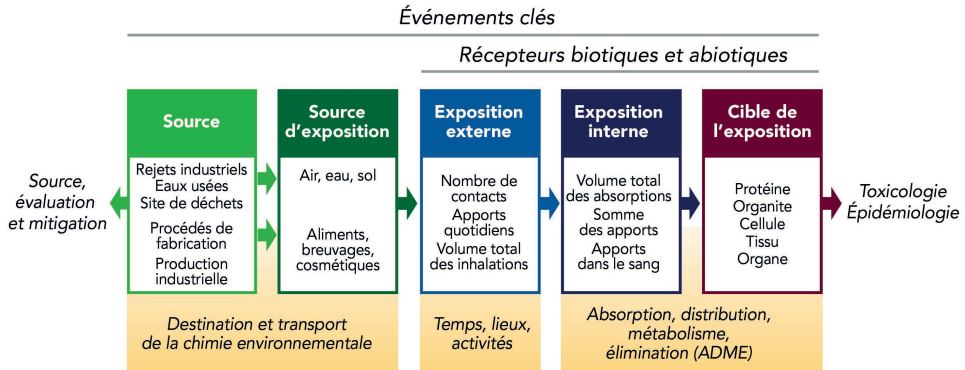 Événements clés
Récepteurs biotiques et abiotiques
Source
Source
d'exposition
Exposition
externe
Exposition
interne
Cible de
l'exposition
Source,
évaluation
et mitigation
Rejets industriels
Eaux usées
Site de déchets
Procédés de
fabrication
Production
industrielle
Air, eau, sol
Aliments,
breuvages,
cosmétiques
Nombre de
contacts
Apports
quotidiens
Volume total
des inhalations
Volume total
des absorptions
Somme
des apports
Apports
dans le sang
Protéine
Organite
Cellule
Tissu
Organe
Toxicologie
Épidémiologie
Destination et transport
de la chimie environnementale
Temps, lieux,
activités
Absorption, distribution,
métabolisme,
élimination (ADME)